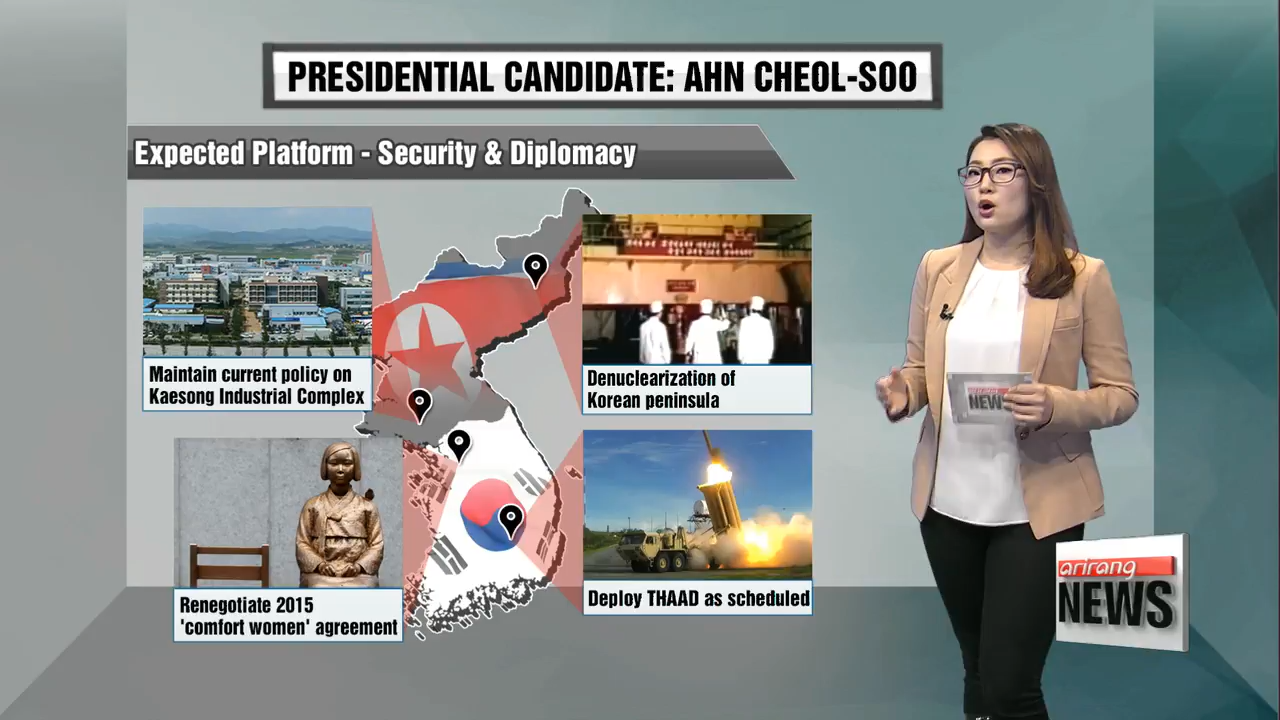 PRESIDENTIAL CANDIDATE: AHN CHEOL-SOO
Expected Platform - Security & Diplomacy
Maintain current policy on
Kaesong Industrial Complex
Denuclearization of
Korean peninsula
Renegotiate 2015
'comfort women' agreement
Deploy THAAD as scheduled
NEWS
arirang
NEWS